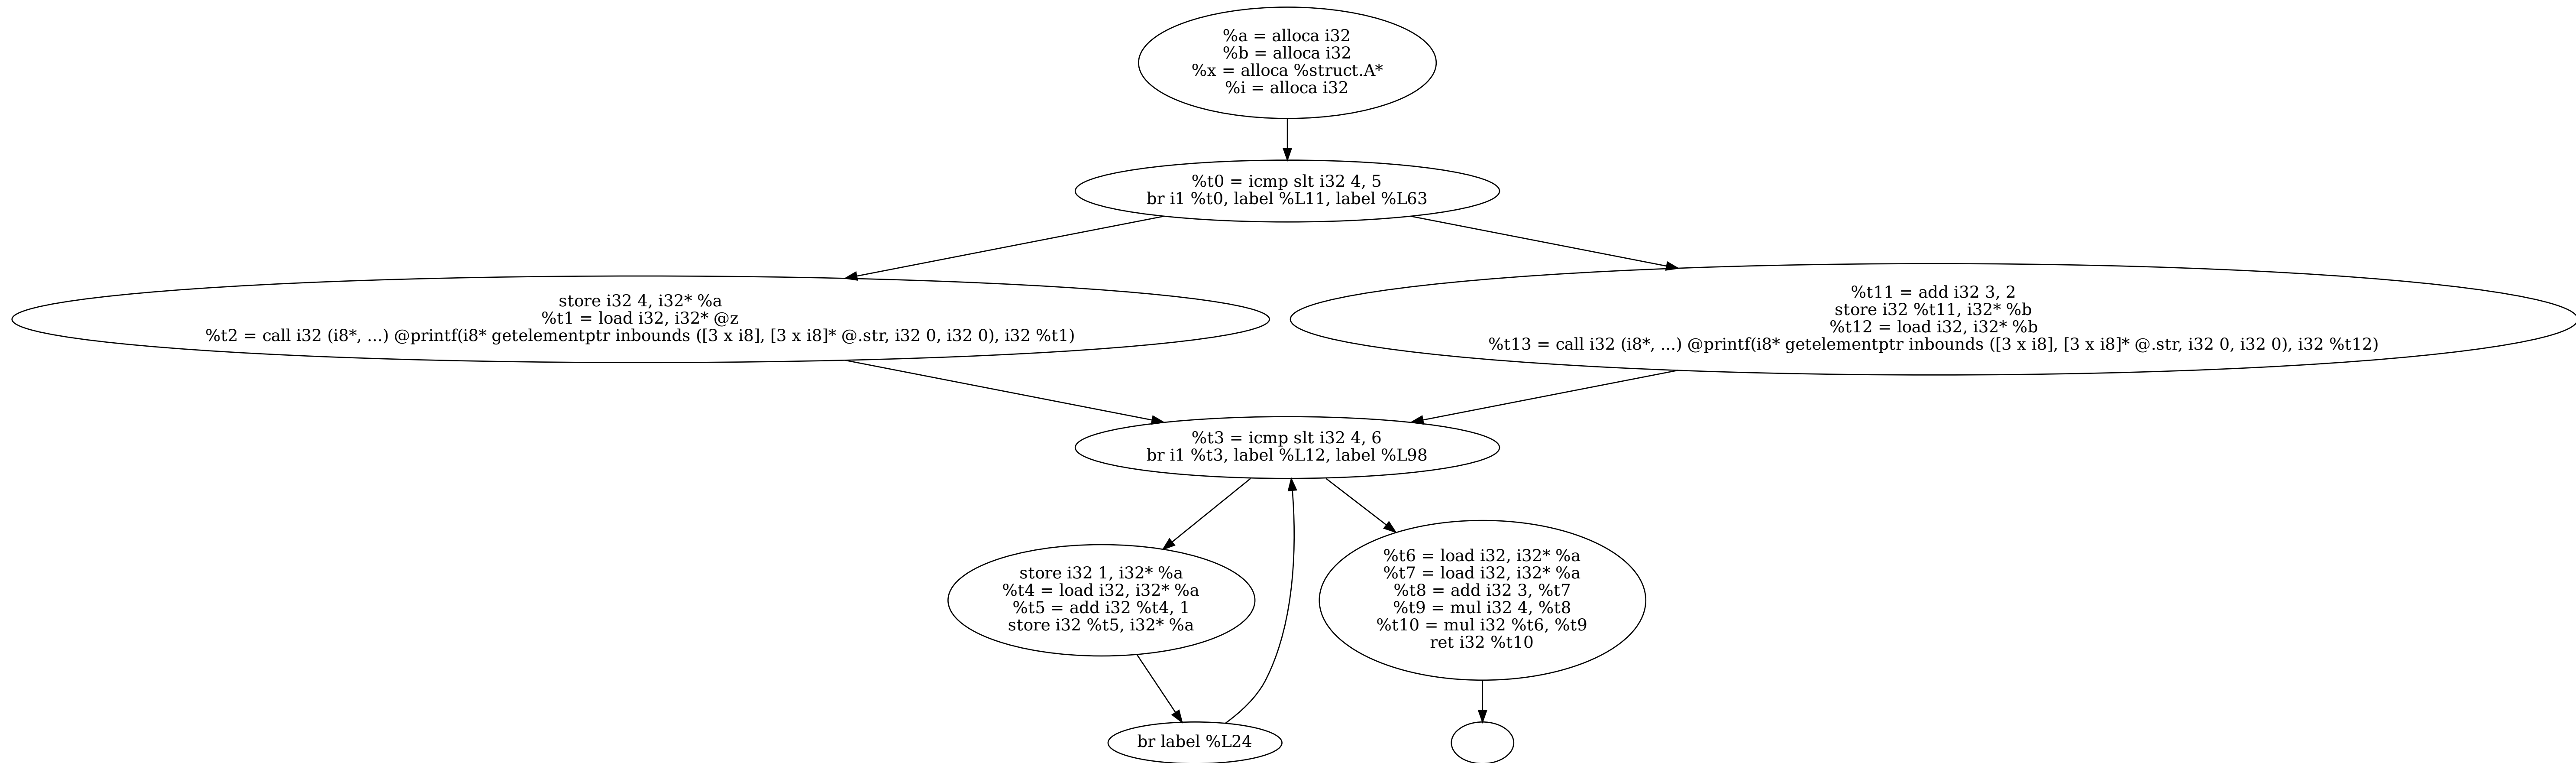 %a = alloca i32
%b = alloca i32
%x = alloca %struct.A*
%i = alloca i32
%t0 = icmp slt i32 4, 5
br i1 %t0, label %L11, label %L63
store i32 4, i32* %a
%t1 = load i32, i32* @z
%t2 = call i32 (i8*, ...) @printf(i8* getelementptr inbounds ([3 x i8], [3 x i8]* @.str, i32 0, i32 0), i32 %t1)
%t11 = add i32 3, 2
store i32 %t11, i32* %b
%t12 = load i32, i32* %b
%t13 = call i32 (i8*, ...) @printf(i8* getelementptr inbounds ([3 x i8], [3 x i8]* @.str, i32 0, i32 0), i32 %t12)
%t3 = icmp slt i32 4, 6
br i1 %t3, label %L12, label %L98
store i32 1, i32* %a
%t4 = load i32, i32* %a
%t5 = add i32 %t4, 1
store i32 %t5, i32* %a
%t6 = load i32, i32* %a
%t7 = load i32, i32* %a
%t8 = add i32 3, %t7
%t9 = mul i32 4, %t8
%t10 = mul i32 %t6, %t9
ret i32 %t10
br label %L24